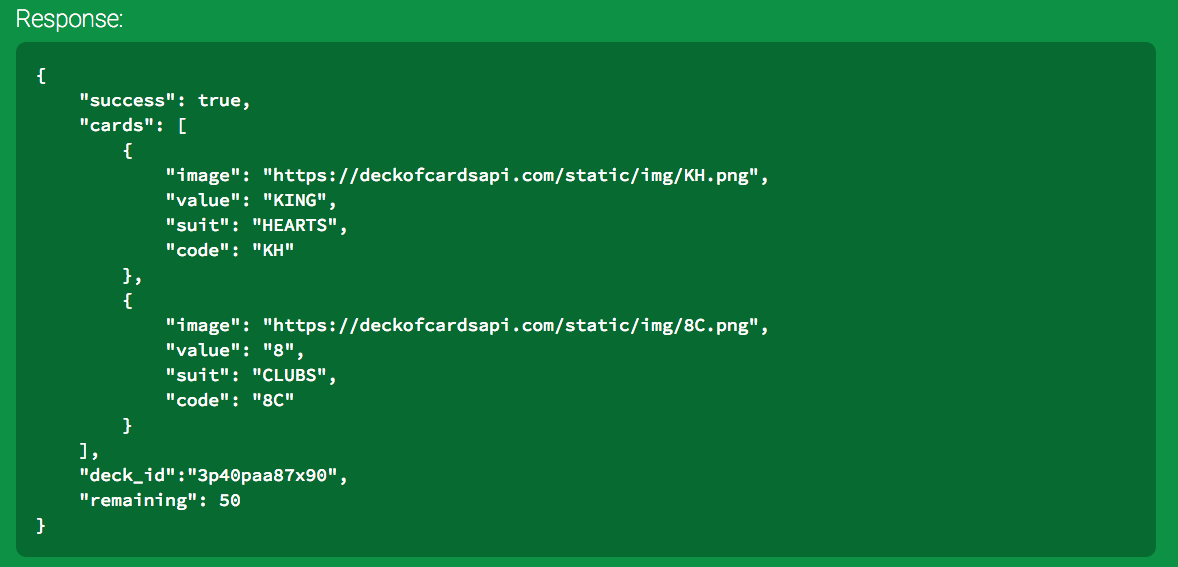 Response:
{
    "success": true,
    "cards": [
        {
            "image": "https://deckofcardsapi.com/static/img/KH.png",
            "value": "KING",
            "suit": "HEARTS",
            "code": "KH"
        },
        {
            "image": "https://deckofcardsapi.com/static/img/8C.png",
            "value": "8",
            "suit": "CLUBS",
            "code": "8C"
        }
    ],
    "deck_id":"3p40paa87x90",
    "remaining": 50
}